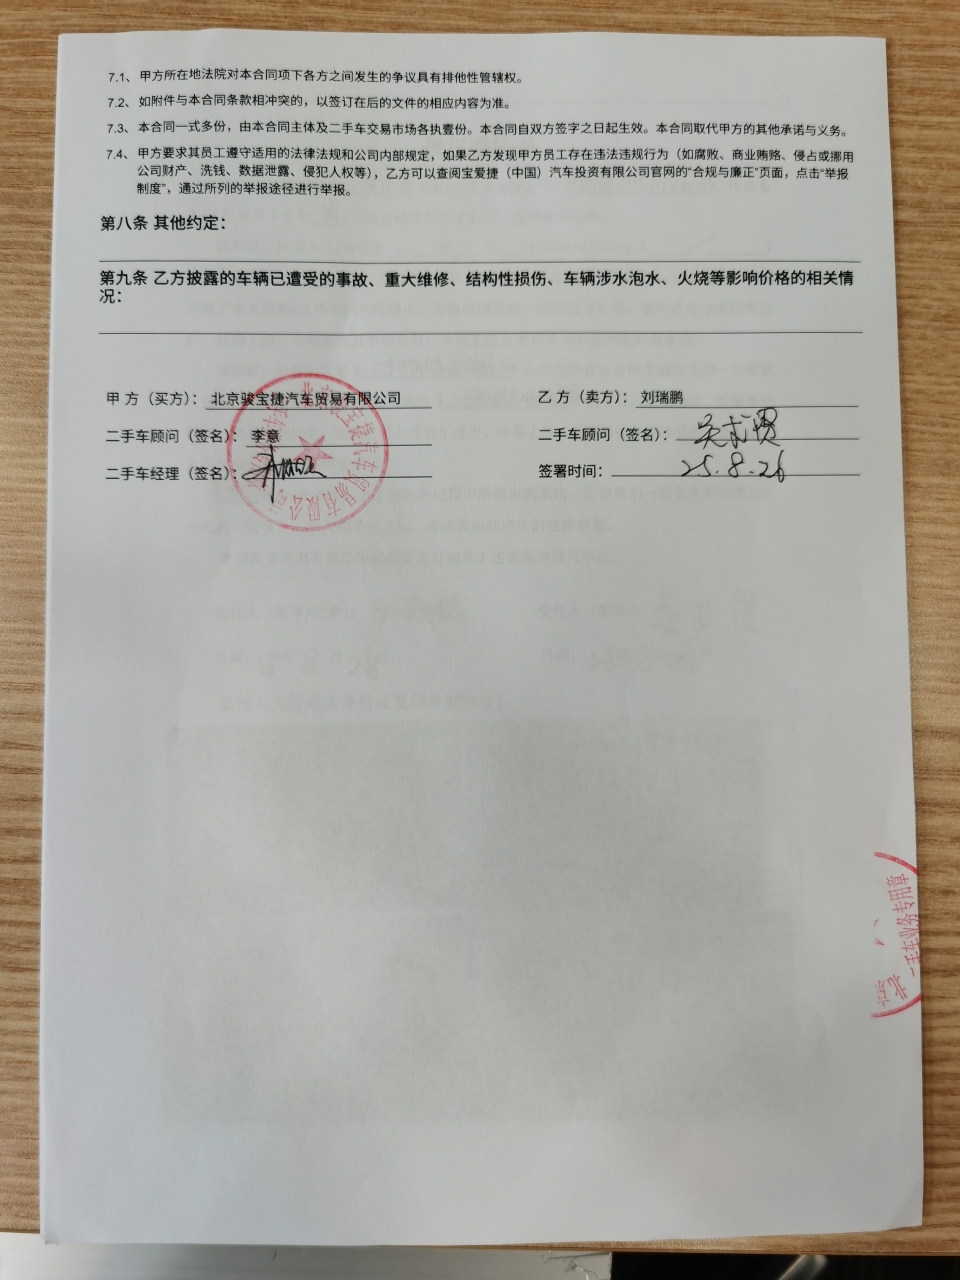 7.1、 甲方所在地法院对本合同项下各方之间发生的争议具有排他性管辖权。
7.2、 如附件与本合同条款相冲突的，以签订在后的文件的相应内容为准。
7.3、 本合同一式多份，由本合同主体及二手车交易市场各执壹份。本合同自双方签字之日起生效。本合同取代甲方的其他承诺与义务。
7.4、 甲方要求其员工遵守适用的法律法规和公司内部规定，如果乙方发现甲方员工存在违法违规行为（如腐败、商业贿赂、侵占或挪用
公司财产、洗钱、数据泄露、侵犯人权等），乙方可以查阅宝爱捷（中国）汽车投资有限公司官网的“合规与廉正”页面，点击“举报
制度”，通过所列的举报途径进行举报。
第八条 其他约定：
第九条 乙方披露的车辆已遭受的事故、重大维修、结构性损伤、车辆涉水泡水、火烧等影响价格的相关情
况：
甲 方（买方）： 北京骏宝捷汽车贸易有限公司
二手车顾问（签名）： 李意
二手车经理（签名）：
乙 方（卖方）： 刘瑞鹏
二手车顾问（签名）：
签署时间： 25.8.26
北京
二手车业务专用章